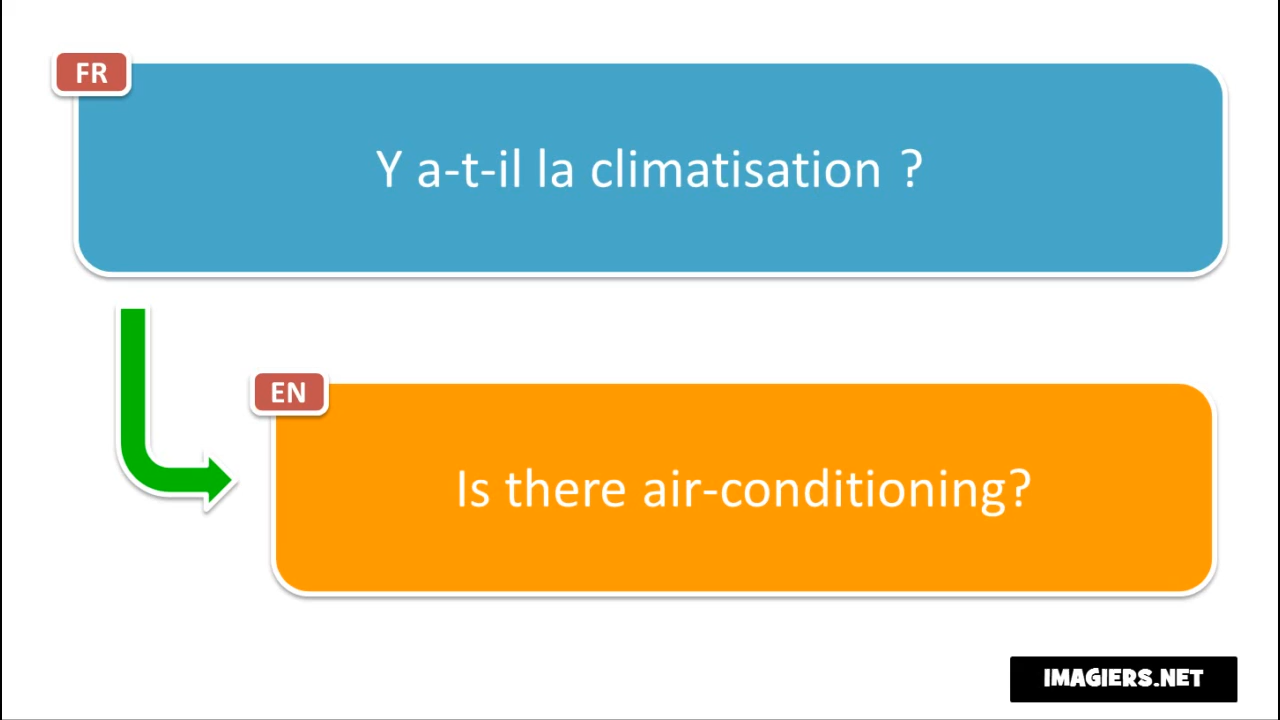 FR
Y a-t-il la climatisation ?
EN
Is there air-conditioning?
IMAGIERS.NET